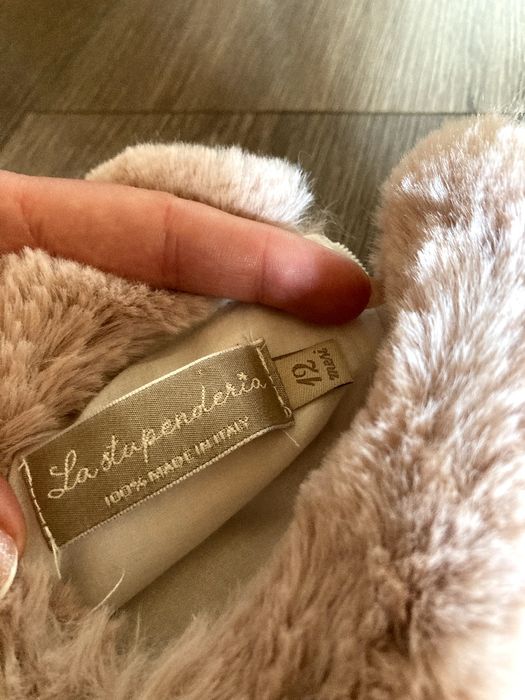 La stupenderia
100% MADE IN ITALY
12
mesi